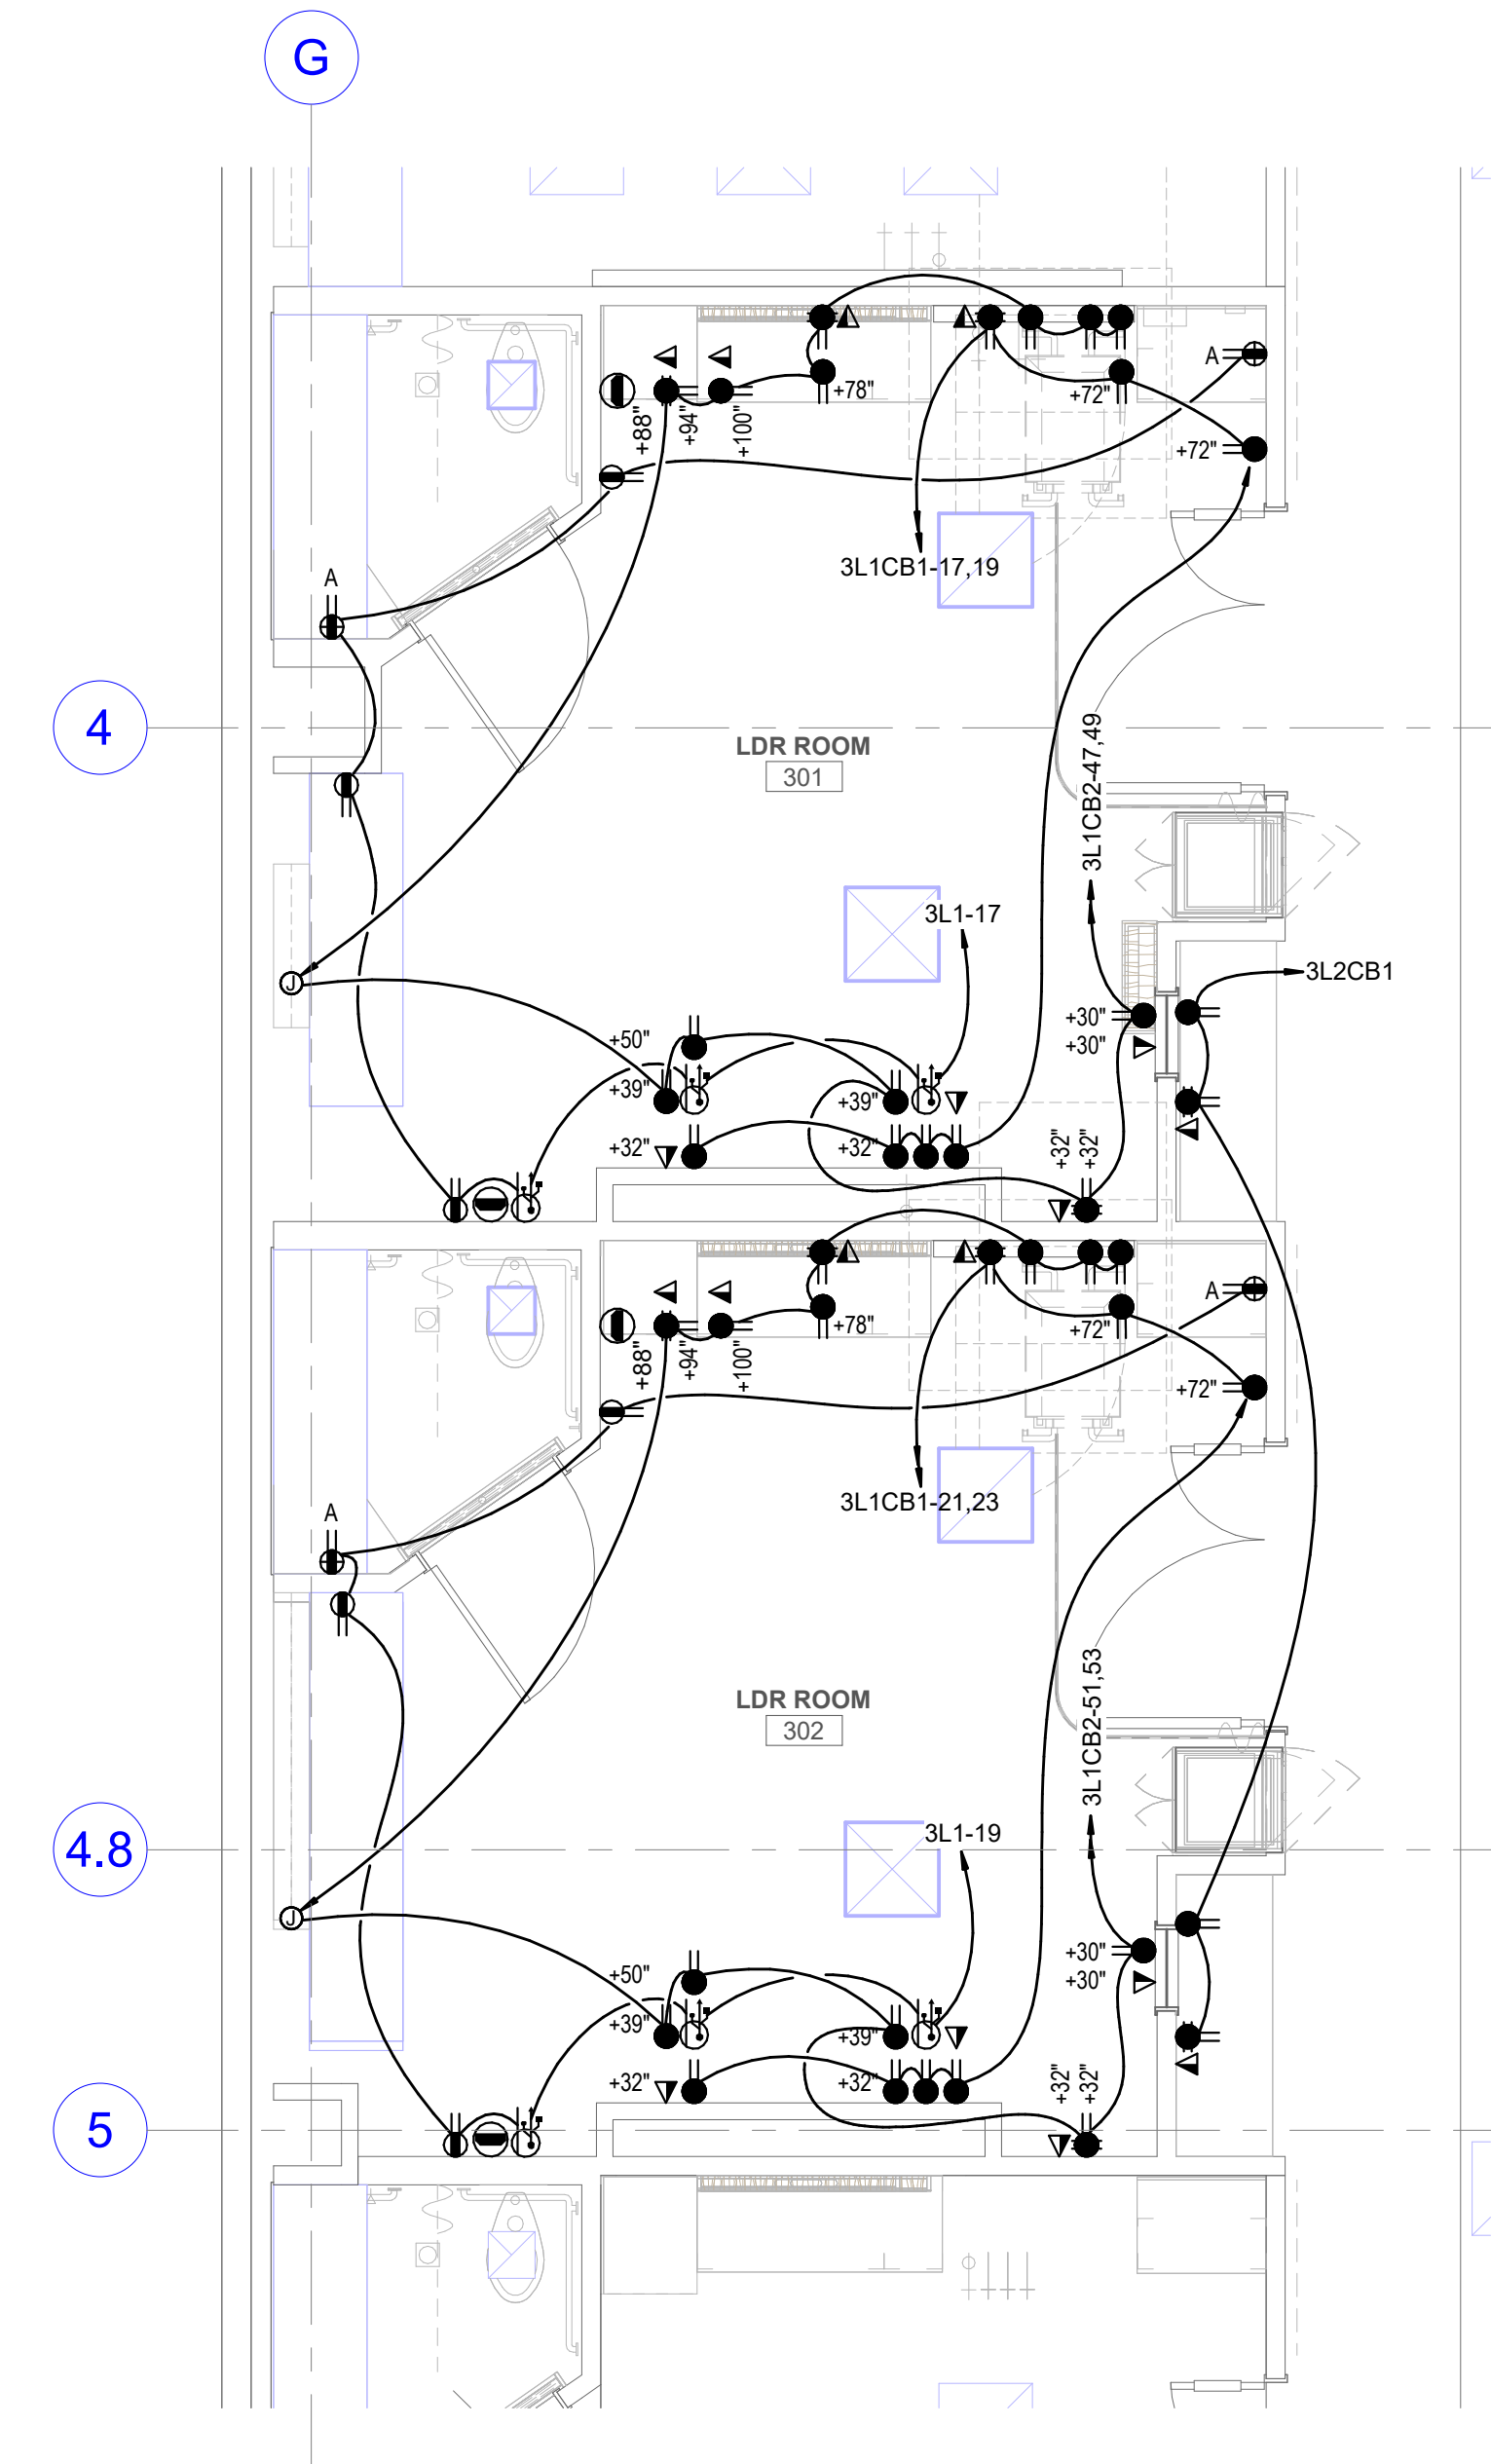 G
A
+78"
+72"
+88"
+94"
+100"
+72"
3L1CB1-17,19
A
4
LDR ROOM
301
3L1CB2-47,49
3L1-17
3L2CB1
J
+30"
+50"
+30"
+39"
+39"
+32"
+32"
+32"
+32"
A
+78"
+72"
+88"
+94"
+100"
+72"
3L1CB1-21,23
A
LDR ROOM
302
3L1CB2-51,53
3L1-19
4.8
J
+30"
+50"
+30"
+39"
+39"
+32"
+32"
+32"
+32"
5